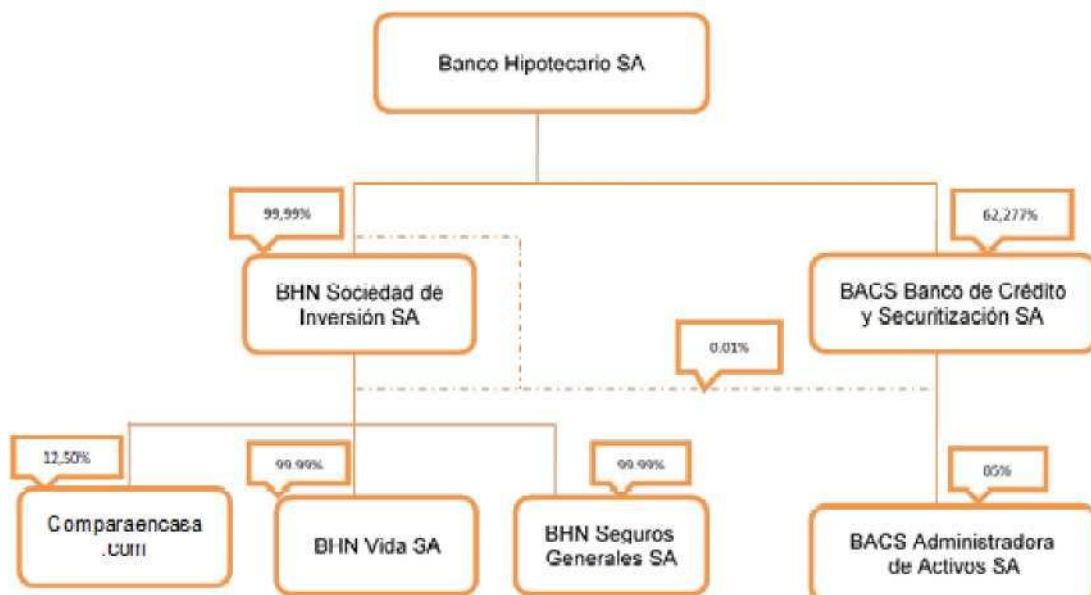 Banco Hipotecario SA
99,99%
62,277%
BHN Sociedad de
Inversión SA
BACS Banco de Crédito
y Securitización SA
0.01%
12,50%
99.99%
99.99%
85%
Comparaencasa
.com
BHN Vida SA
BHN Seguros
Generales SA
BACS Administradora
de Activos SA